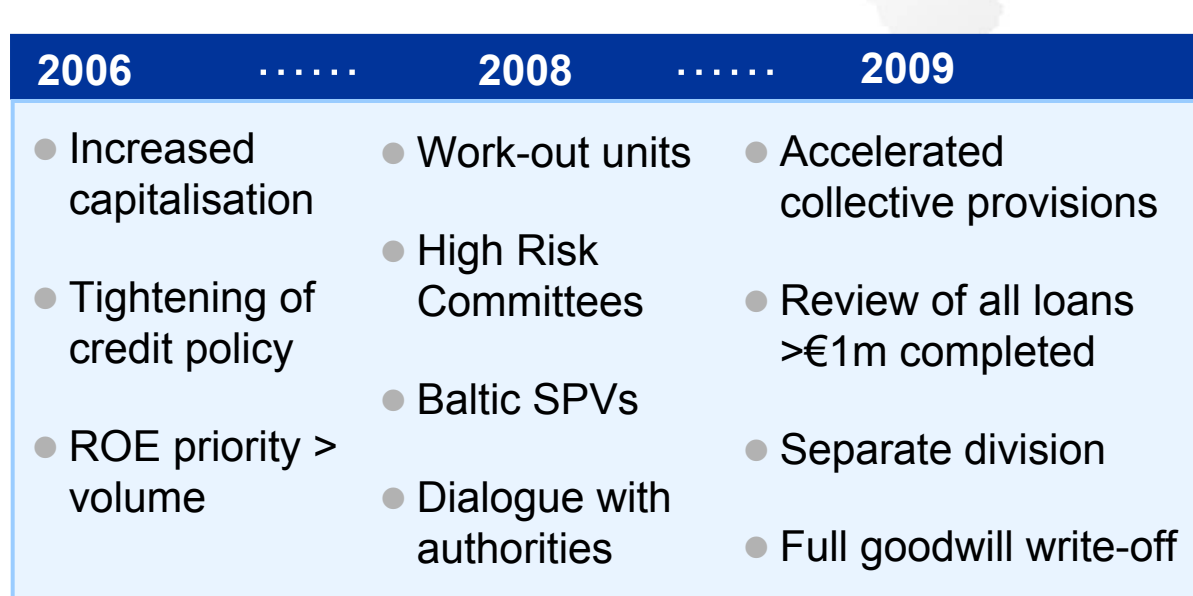 2006 ...... 2008 ...... 2009
Increased
capitalisation
Tightening of
credit policy
ROE priority >
volume
Work-out units
High Risk
Committees
Baltic SPVs
Dialogue with
authorities
Accelerated
collective provisions
Review of all loans
>€1m completed
Separate division
Full goodwill write-off